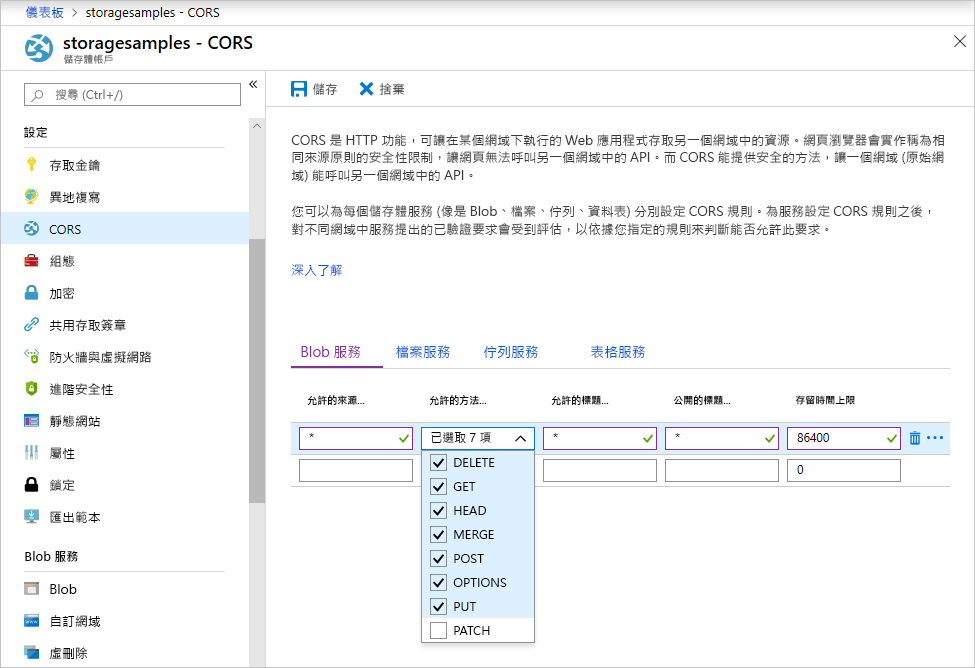 儀表板 > storagesamples - CORS
storagesamples - CORS
儲存體帳戶
搜尋 (Ctrl+/)
«
設定
存取金鑰
異地複寫
CORS
組態
加密
共用存取簽章
防火牆與虛擬網路
進階安全性
靜態網站
屬性
鎖定
匯出範本
Blob 服務
Blob
自訂網域
虛刪除
儲存 捨棄
CORS 是 HTTP 功能，可讓在某個網域下執行的 Web 應用程式存取另一個網域中的資源。網頁瀏覽器會實作稱為相
同來源原則的安全性限制，讓網頁無法呼叫另一個網域中的 API。而 CORS 能提供安全的方法，讓一個網域 (原始網
域) 能呼叫另一個網域中的 API。
您可以為每個儲存體服務 (像是 Blob、檔案、佇列、資料表) 分別設定 CORS 規則。為服務設定 CORS 規則之後，
對不同網域中服務提出的已驗證要求會受到評估，以依據您指定的規則來判斷能否允許此要求。
深入了解
Blob 服務 檔案服務 佇列服務 表格服務
允許的來源... 允許的方法... 允許的標題... 公開的標題... 存留時間上限
* 已選取 7 項 * * 86400
0
DELETE
GET
HEAD
MERGE
POST
OPTIONS
PUT
PATCH